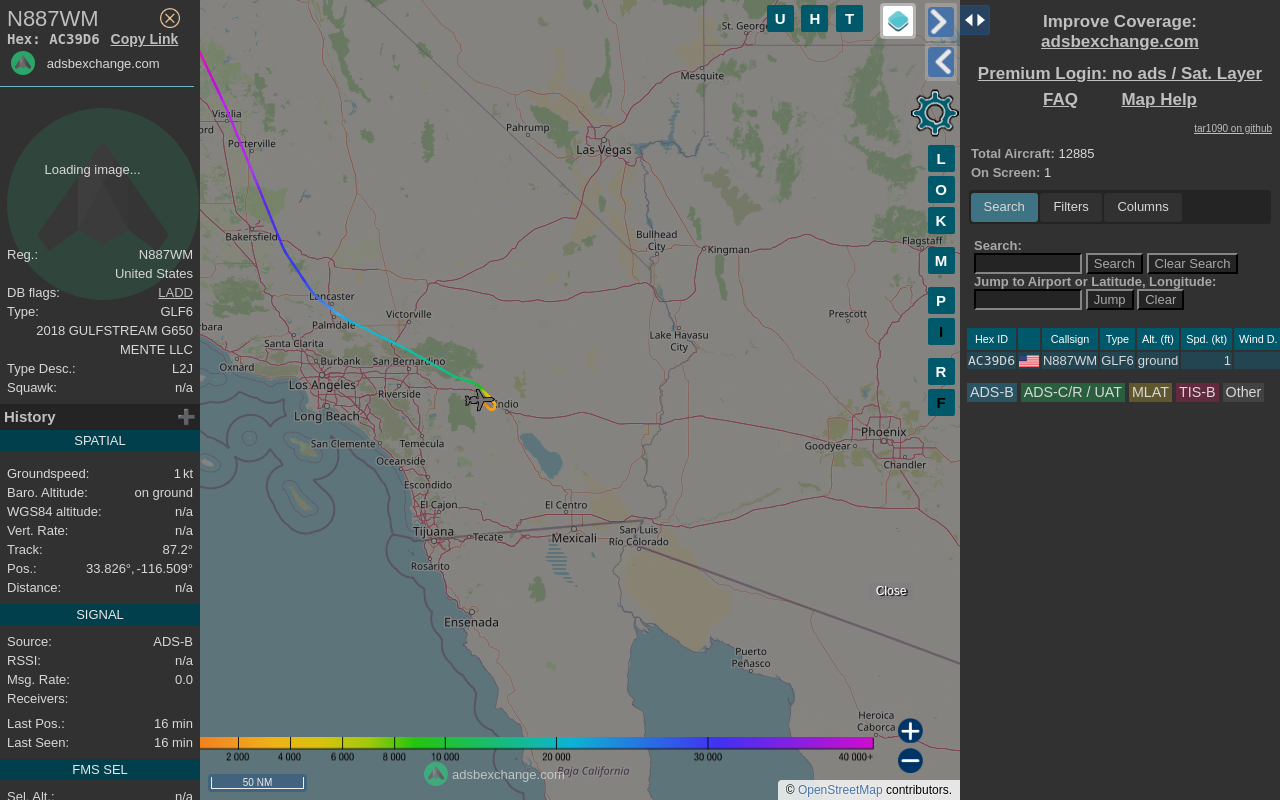 N887WM
Hex: AC39D6 Copy Link
adsbexchange.com
Loading image...
Reg.: N887WM
United States
DB flags: LADD
Type: GLF6
2018 GULFSTREAM G650
MENTE LLC
Type Desc.: L2J
Squawk: n/a
History
SPATIAL
Groundspeed: 1 kt
Baro. Altitude: on ground
WGS84 altitude: n/a
Vert. Rate: n/a
Track: 87.2°
Pos.: 33.826°, -116.509°
Distance: n/a
SIGNAL
Source: ADS-B
RSSI: n/a
Msg. Rate: 0.0
Receivers:
Last Pos.: 16 min
Last Seen: 16 min
FMS SEL
Sel. Alt.: n/a
U H T
St. George
Mesquite
Visalia
ord
Porterville
Pahrump
Las Vegas
Bakersfield
Bullhead
City
Kingman
Flagstaff
Lancaster
Palmdale
Victorville
Prescott
Lake Havasu
City
bara
Santa Clarita
Oxnard
Burbank
San Bernardino
Los Angeles
Riverside
Indio
Long Beach
San Clemente
Temecula
Oceanside
Escondido
El Cajon
El Centro
Tijuana
Tecate
Mexicali
San Luis
Río Colorado
Rosarito
Ensenada
Phoenix
Goodyear
Chandler
Puerto
Peñasco
Heroica
Caborca
Baja California
L
O
K
M
P
I
R
F
Close
2 000 4 000 6 000 8 000 10 000 20 000 30 000 40 000+
adsbexchange.com
50 NM
© OpenStreetMap contributors.
Improve Coverage:
adsbexchange.com
Premium Login: no ads / Sat. Layer
FAQ Map Help
tar1090 on github
Total Aircraft: 12885
On Screen: 1
Search Filters Columns
Search:
Search Clear Search
Jump to Airport or Latitude, Longitude:
Jump Clear
Hex ID Callsign Type Alt. (ft) Spd. (kt) Wind D.
AC39D6 N887WM GLF6 ground 1
ADS-B ADS-C/R / UAT MLAT TIS-B Other